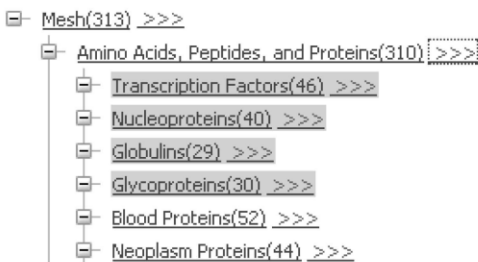 Mesh(313) >>>
Amino Acids, Peptides, and Proteins(310) >>>
Transcription Factors(46) >>>
Nucleoproteins(40) >>>
Globulins(29) >>>
Glycoproteins(30) >>>
Blood Proteins(52) >>>
Neoplasm Proteins(44) >>>